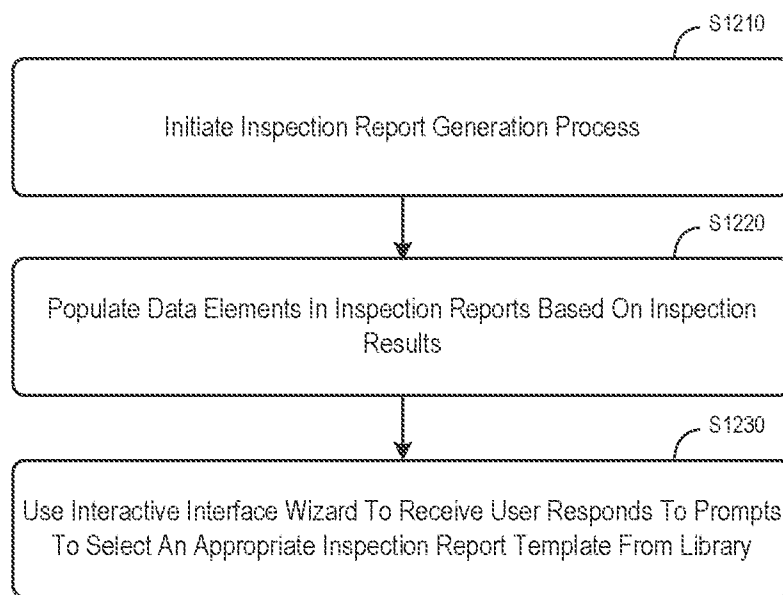 S1210
Initiate Inspection Report Generation Process
S1220
Populate Data Elements In Inspection Reports Based On Inspection
Results
S1230
Use Interactive Interface Wizard To Receive User Responds To Prompts
To Select An Appropriate Inspection Report Template From Library